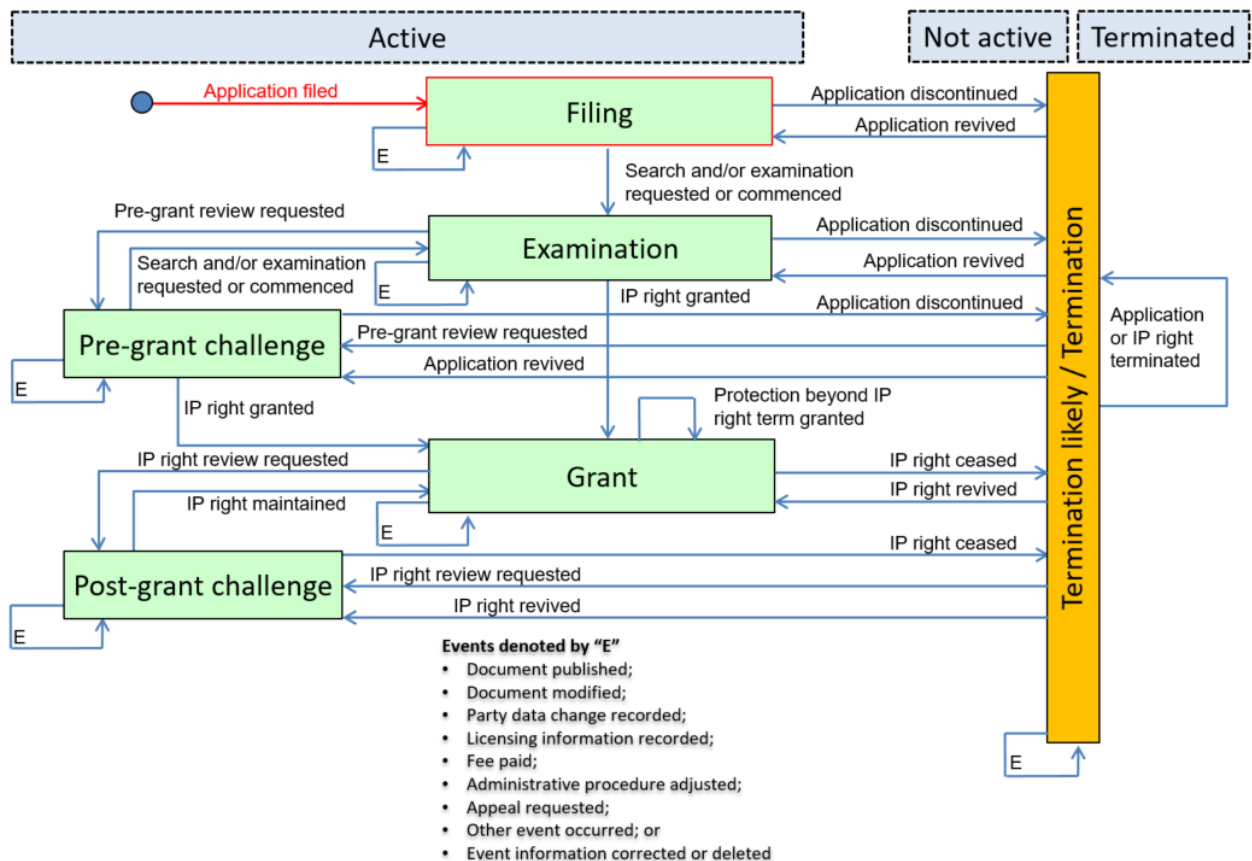 Active
Not active
Terminated
Application filed
Filing
Application discontinued
Application revived
E
Search and/or examination
requested or commenced
Pre-grant review requested
Examination
Application discontinued
Application revived
Search and/or examination
requested or commenced
E
IP right granted
Application discontinued
Pre-grant challenge
Pre-grant review requested
Application revived
E
Application
or IP right
terminated
IP right granted
Protection beyond IP
right term granted
IP right review requested
Grant
IP right ceased
IP right revived
IP right maintained
E
IP right ceased
Post-grant challenge
IP right review requested
IP right revived
E
Termination likely / Termination
E
Events denoted by “E”
• Document published;
• Document modified;
• Party data change recorded;
• Licensing information recorded;
• Fee paid;
• Administrative procedure adjusted;
• Appeal requested;
• Other event occurred; or
• Event information corrected or deleted